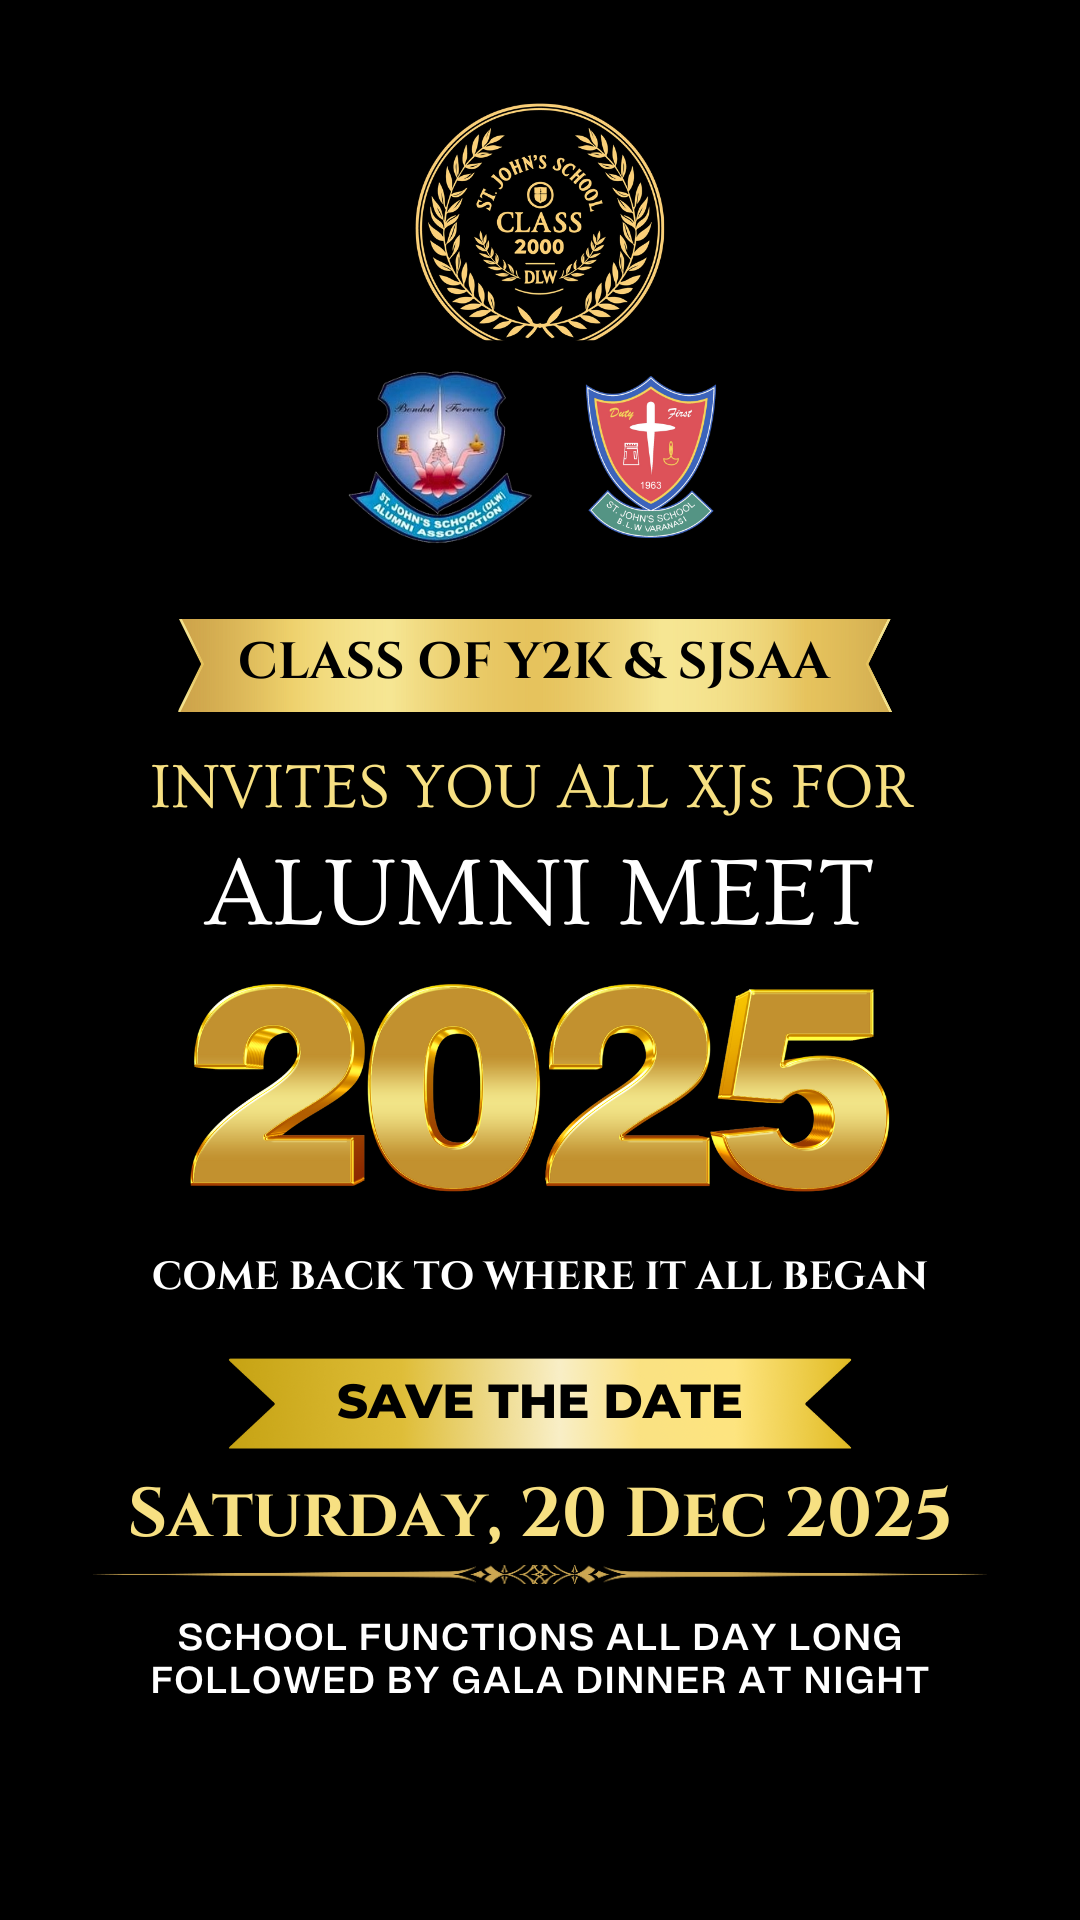 ST. JOHN'S SCHOOL
CLASS
2000
DLW
Bonded Forever
ST. JOHN'S SCHOOL (DLW)
ALUMNI ASSOCIATION
Duty First
1963
ST. JOHN'S SCHOOL
B.L.W VARANASI
CLASS OF Y2K & SJSAA
INVITES YOU ALL XJs FOR
ALUMNI MEET
2025
COME BACK TO WHERE IT ALL BEGAN
SAVE THE DATE
SATURDAY, 20 DEC 2025
SCHOOL FUNCTIONS ALL DAY LONG
FOLLOWED BY GALA DINNER AT NIGHT